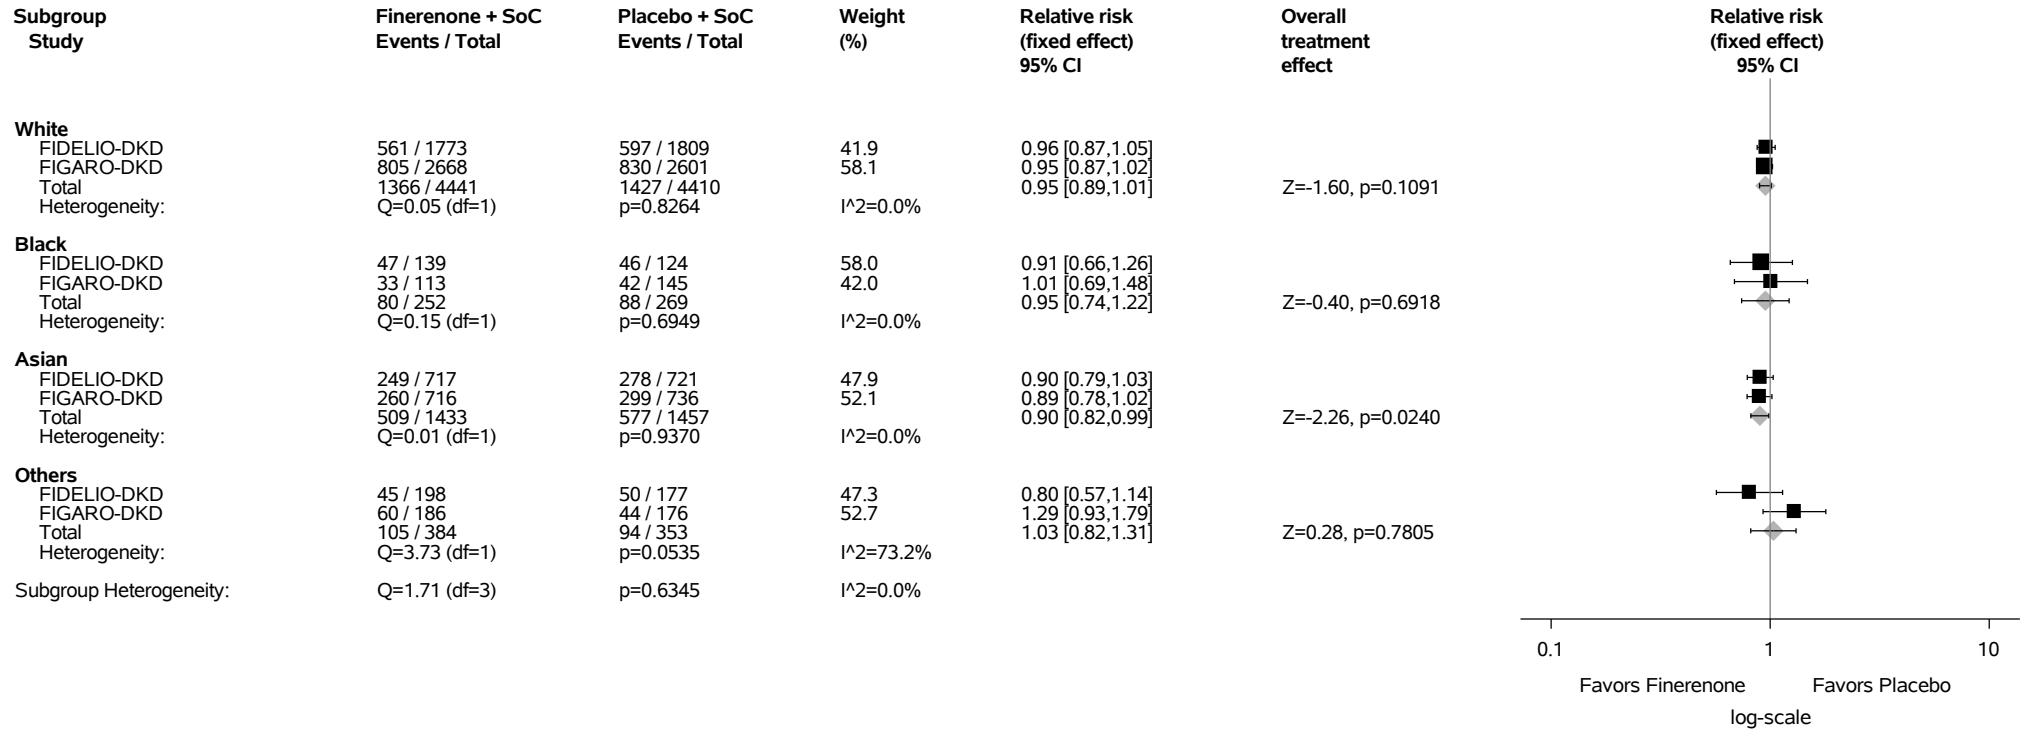 Subgroup Finerenone + SoC Placebo + SoC Weight Relative risk Overall Relative risk
Study Events / Total Events / Total (%) (fixed effect) treatment (fixed effect)
95% CI effect 95% CI
White
FIDELIO-DKD 561 / 1773 597 / 1809 41.9 0.96 [0.87,1.05]
FIGARO-DKD 805 / 2668 830 / 2601 58.1 0.95 [0.87,1.02]
Total 1366 / 4441 1427 / 4410 0.95 [0.89,1.01] Z=-1.60, p=0.1091
Heterogeneity: Q=0.05 (df=1) p=0.8264 I^2=0.0%
Black
FIDELIO-DKD 47 / 139 46 / 124 58.0 0.91 [0.66,1.26]
FIGARO-DKD 33 / 113 42 / 145 42.0 1.01 [0.69,1.48]
Total 80 / 252 88 / 269 0.95 [0.74,1.22] Z=-0.40, p=0.6918
Heterogeneity: Q=0.15 (df=1) p=0.6949 I^2=0.0%
Asian
FIDELIO-DKD 249 / 717 278 / 721 47.9 0.90 [0.79,1.03]
FIGARO-DKD 260 / 716 299 / 736 52.1 0.89 [0.78,1.02]
Total 509 / 1433 577 / 1457 0.90 [0.82,0.99] Z=-2.26, p=0.0240
Heterogeneity: Q=0.01 (df=1) p=0.9370 I^2=0.0%
Others
FIDELIO-DKD 45 / 198 50 / 177 47.3 0.80 [0.57,1.14]
FIGARO-DKD 60 / 186 44 / 176 52.7 1.29 [0.93,1.79]
Total 105 / 384 94 / 353 1.03 [0.82,1.31] Z=0.28, p=0.7805
Heterogeneity: Q=3.73 (df=1) p=0.0535 I^2=73.2%
Subgroup Heterogeneity: Q=1.71 (df=3) p=0.6345 I^2=0.0%
0.1 1 10
Favors Finerenone Favors Placebo
log-scale